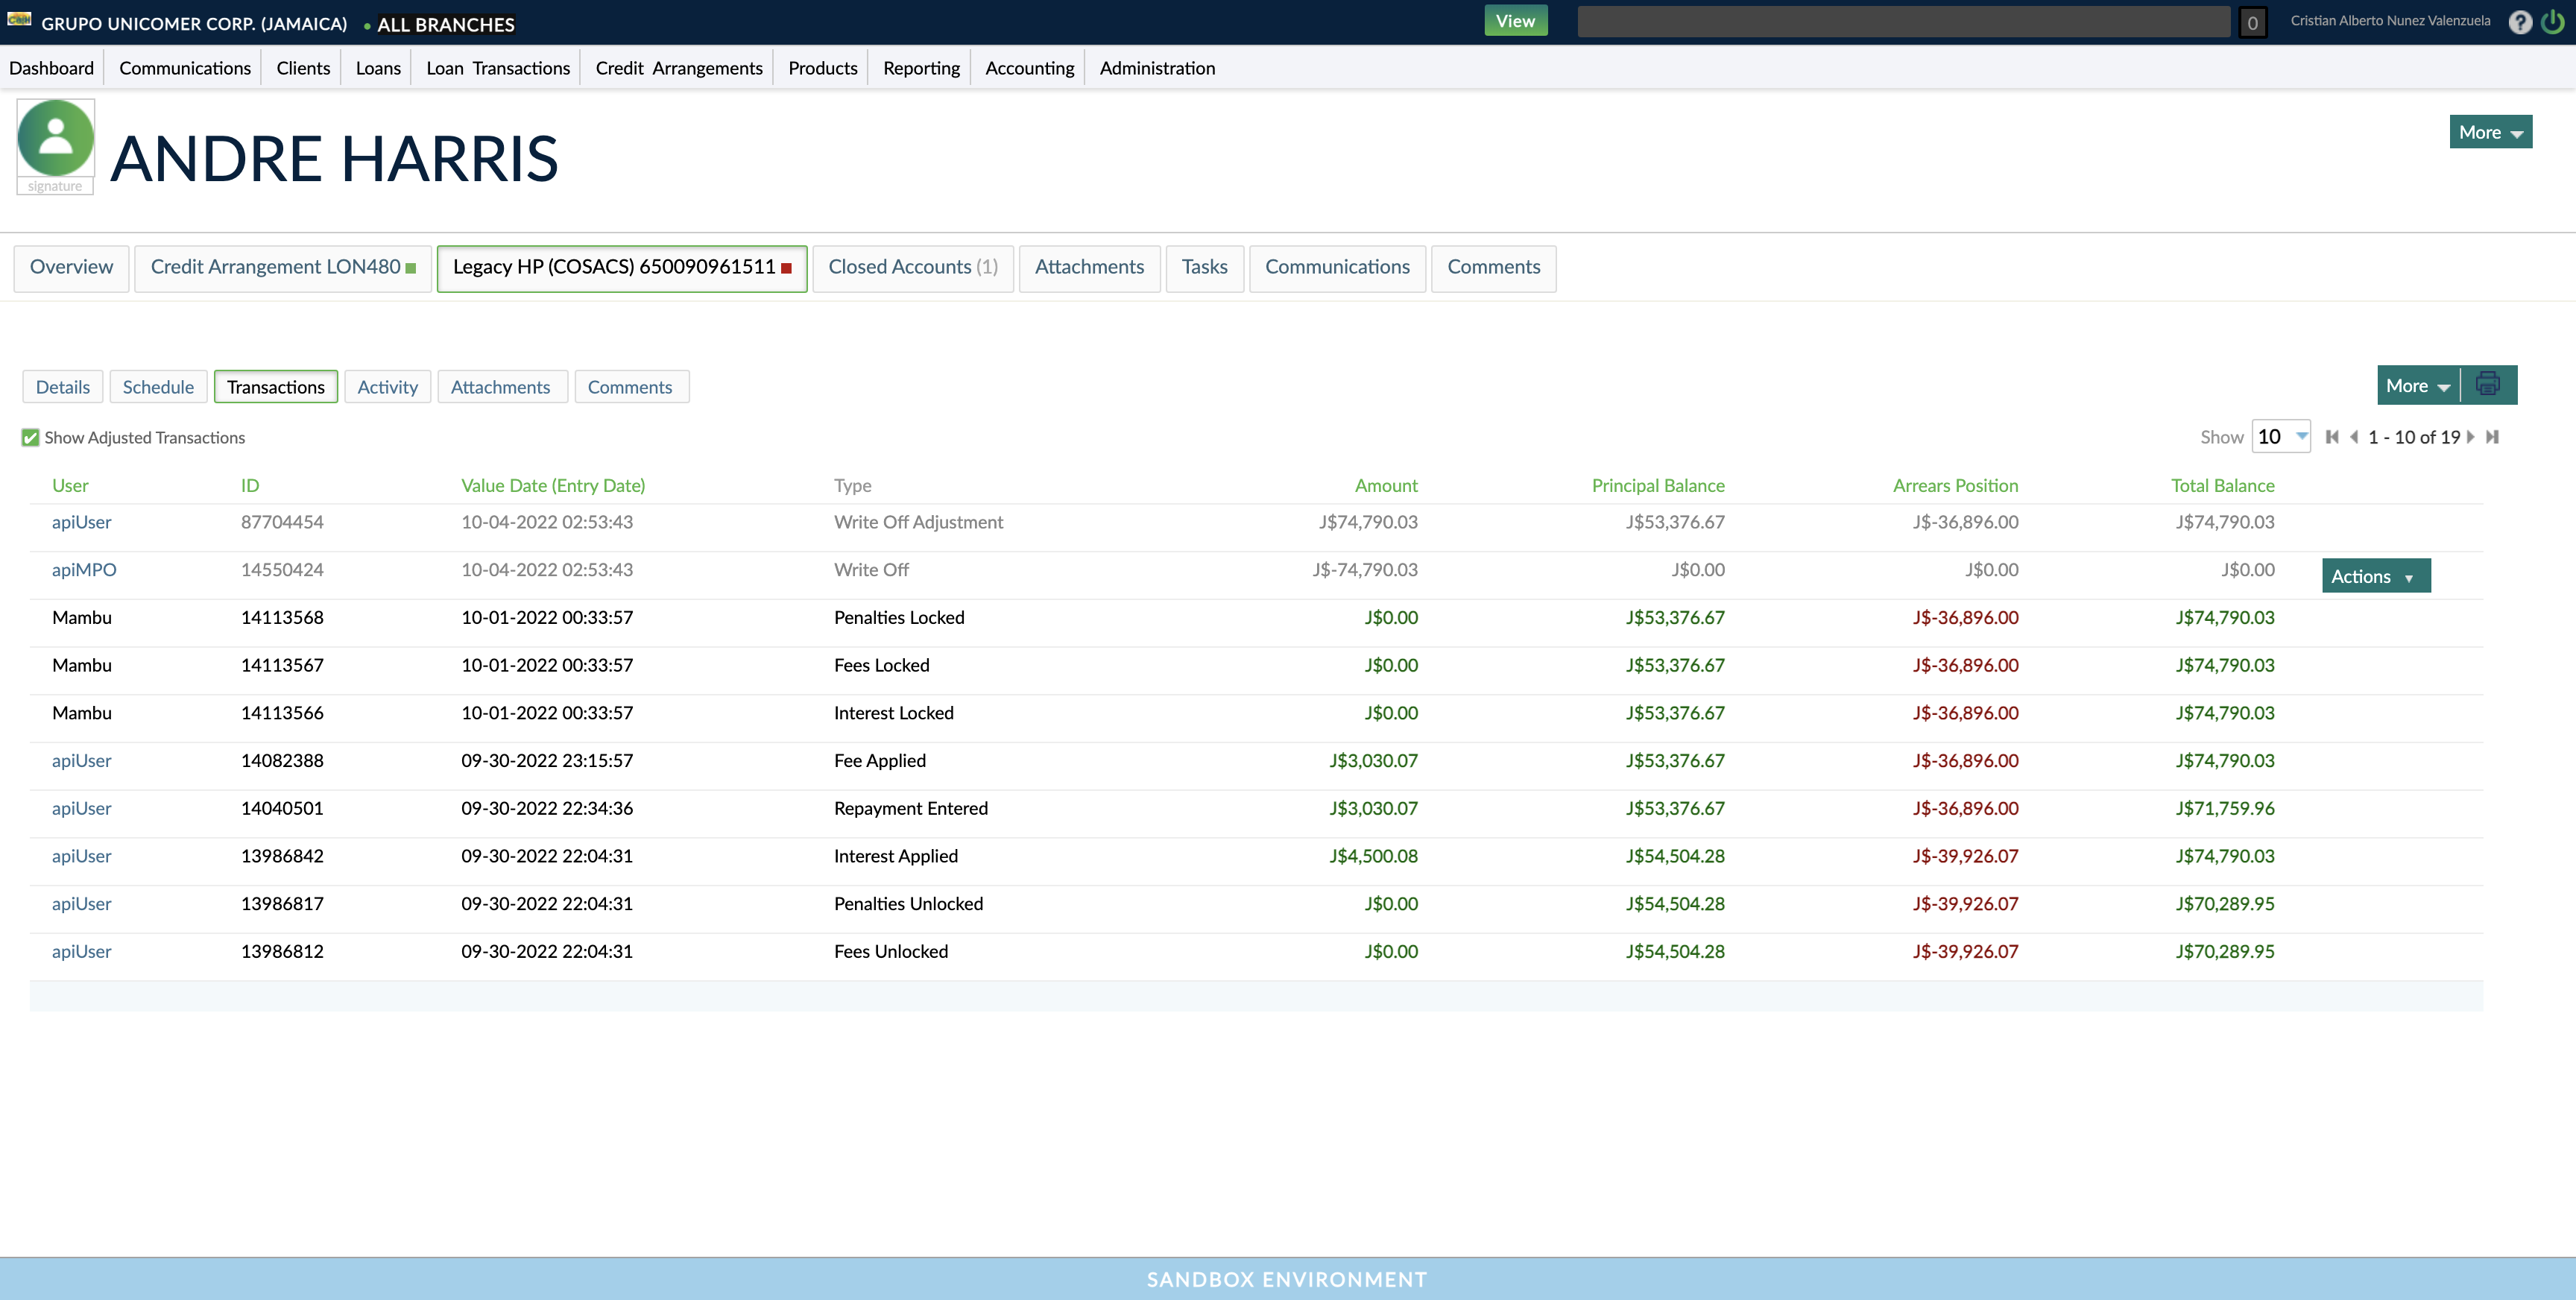 GRUPO UNICOMER CORP. (JAMAICA) • ALL BRANCHES View 0 Cristian Alberto Nunez Valenzuela ?
Dashboard Communications Clients Loans Loan Transactions Credit Arrangements Products Reporting Accounting Administration
signature
ANDRE HARRIS
More
Overview Credit Arrangement LON480 Legacy HP (COSACS) 650090961511 Closed Accounts (1) Attachments Tasks Communications Comments
Details Schedule Transactions Activity Attachments Comments More
Show Adjusted Transactions Show 10 1 - 10 of 19
User ID Value Date (Entry Date) Type Amount Principal Balance Arrears Position Total Balance
apiUser 87704454 10-04-2022 02:53:43 Write Off Adjustment J$74,790.03 J$53,376.67 J$-36,896.00 J$74,790.03
apiMPO 14550424 10-04-2022 02:53:43 Write Off J$-74,790.03 J$0.00 J$0.00 J$0.00 Actions
Mambu 14113568 10-01-2022 00:33:57 Penalties Locked J$0.00 J$53,376.67 J$-36,896.00 J$74,790.03
Mambu 14113567 10-01-2022 00:33:57 Fees Locked J$0.00 J$53,376.67 J$-36,896.00 J$74,790.03
Mambu 14113566 10-01-2022 00:33:57 Interest Locked J$0.00 J$53,376.67 J$-36,896.00 J$74,790.03
apiUser 14082388 09-30-2022 23:15:57 Fee Applied J$3,030.07 J$53,376.67 J$-36,896.00 J$74,790.03
apiUser 14040501 09-30-2022 22:34:36 Repayment Entered J$3,030.07 J$53,376.67 J$-36,896.00 J$71,759.96
apiUser 13986842 09-30-2022 22:04:31 Interest Applied J$4,500.08 J$54,504.28 J$-39,926.07 J$74,790.03
apiUser 13986817 09-30-2022 22:04:31 Penalties Unlocked J$0.00 J$54,504.28 J$-39,926.07 J$70,289.95
apiUser 13986812 09-30-2022 22:04:31 Fees Unlocked J$0.00 J$54,504.28 J$-39,926.07 J$70,289.95
SANDBOX ENVIRONMENT